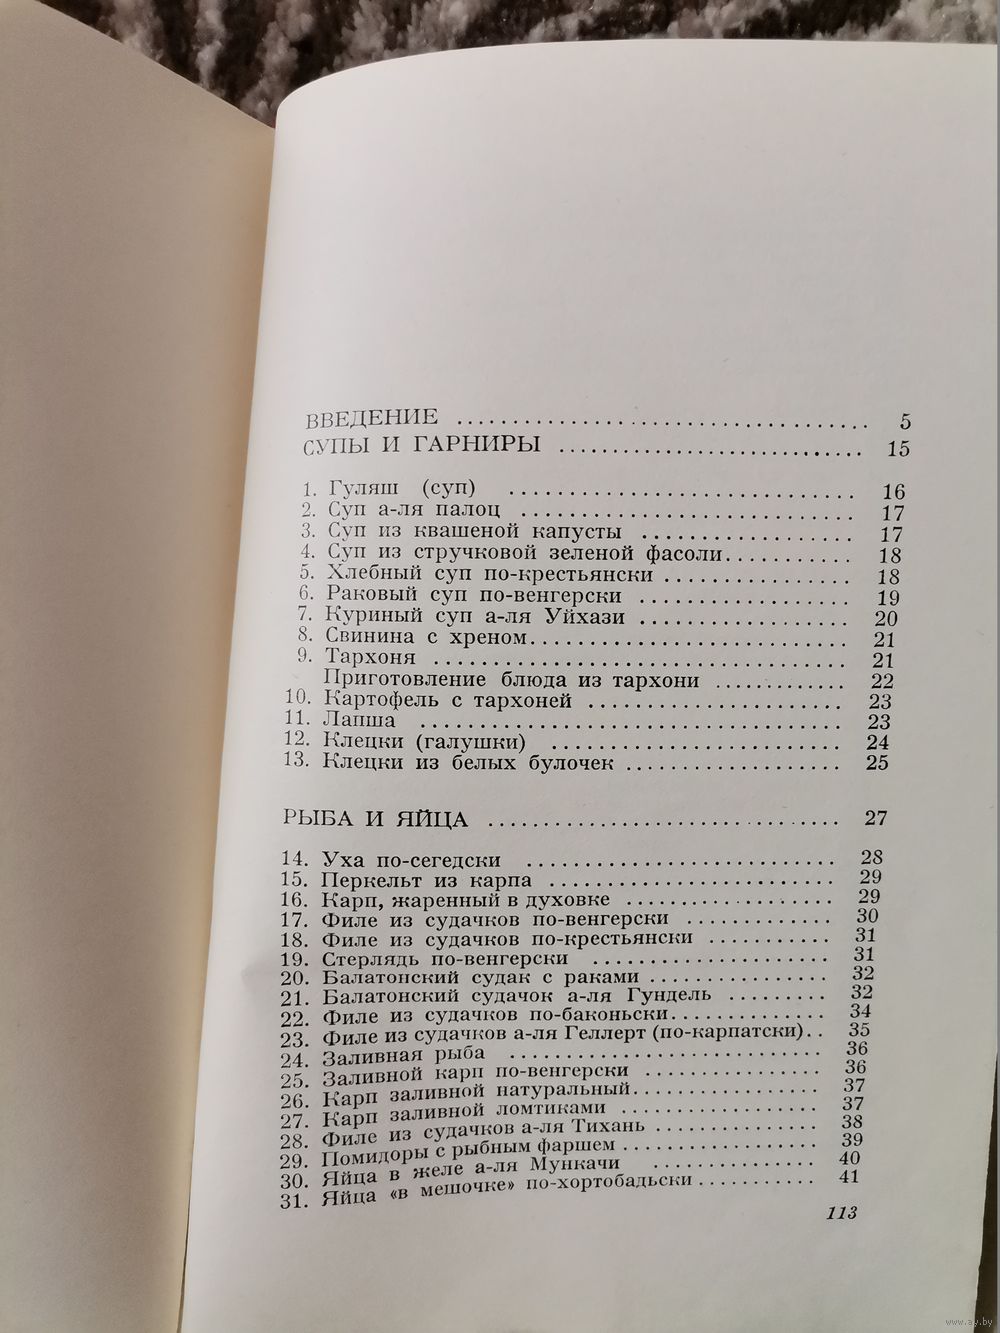 ВВЕДЕНИЕ ........ 5
СУПЫ И ГАРНИРЫ ........ 15
1. Гуляш (суп) ........ 16
2. Суп а-ля палоц ........ 17
3. Суп из квашеной капусты ........ 17
4. Суп из стручковой зеленой фасоли ........ 18
5. Хлебный суп по-крестьянски ........ 18
6. Раковый суп по-венгерски ........ 19
7. Куриный суп а-ля Уйхази ........ 20
8. Свинина с хреном ........ 21
9. Тархоня ........ 21
Приготовление блюда из тархони ........ 22
10. Картофель с тархоней ........ 23
11. Лапша ........ 23
12. Клецки (галушки) ........ 24
13. Клецки из белых булочек ........ 25
РЫБА И ЯЙЦА ........ 27
14. Уха по-сегедски ........ 28
15. Перкельт из карпа ........ 29
16. Карп, жаренный в духовке ........ 29
17. Филе из судачков по-венгерски ........ 30
18. Филе из судачков по-крестьянски ........ 31
19. Стерлядь по-венгерски ........ 31
20. Балатонский судак с раками ........ 32
21. Балатонский судачок а-ля Гундель ........ 32
22. Филе из судачков по-баконьски ........ 34
23. Филе из судачков а-ля Геллерт (по-карпатски) .. 35
24. Заливная рыба ........ 36
25. Заливной карп по-венгерски ........ 36
26. Карп заливной натуральный ........ 37
27. Карп заливной ломтиками ........ 37
28. Филе из судачков а-ля Тихань ........ 38
29. Помидоры с рыбным фаршем ........ 39
30. Яйца в желе а-ля Мункачи ........ 40
31. Яйца «в мешочке» по-хортобадьски ........ 41
113
www.ay.by